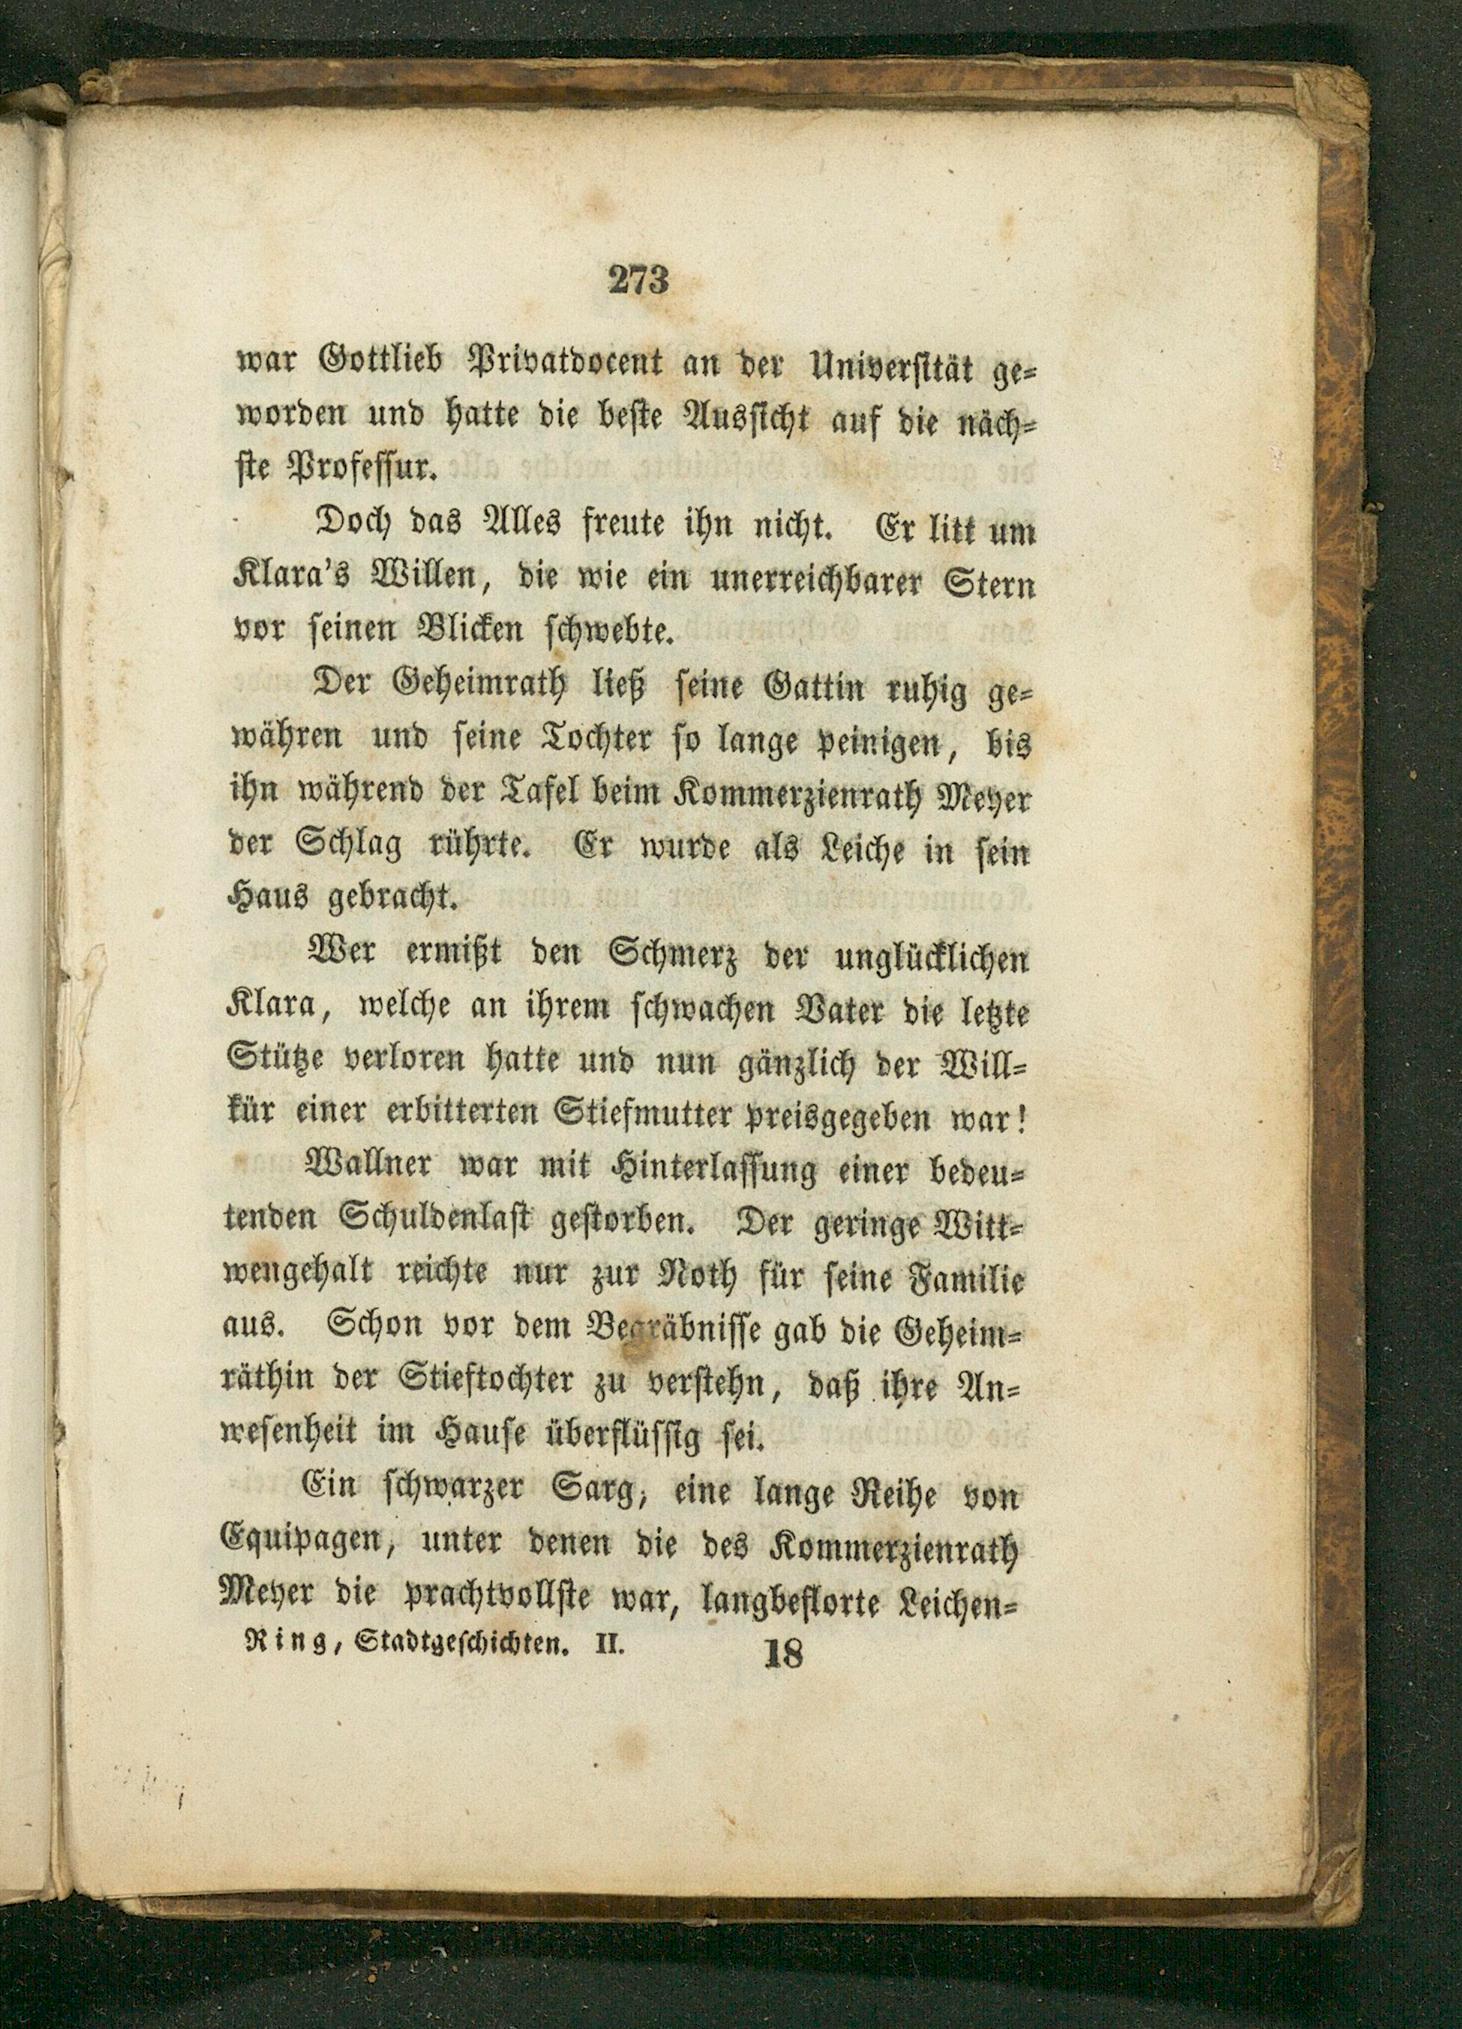 273
war Gottlieb Privatdocent an der Universität ge=
worden und hatte die beste Aussicht auf die näch=
ste Professur.
Doch das Alles freute ihn nicht. Er litt um
Klara's Willen, die wie ein unerreichbarer Stern
vor seinen Blicken schwebte.
Der Geheimrath ließ seine Gattin ruhig ge=
währen und seine Tochter so lange peinigen, bis
ihn während der Tafel beim Kommerzienrath Meyer
der Schlag rührte. Er wurde als Leiche in sein
Haus gebracht.
Wer ermißt den Schmerz der unglücklichen
Klara, welche an ihrem schwachen Vater die letzte
Stütze verloren hatte und nun gänzlich der Will=
kür einer erbitterten Stiefmutter preisgegeben war!
Wallner war mit Hinterlassung einer bedeu=
tenden Schuldenlast gestorben. Der geringe Witt=
wengehalt reichte nur zur Noth für seine Familie
aus. Schon vor dem Begräbnisse gab die Geheim=
räthin der Stieftochter zu verstehn, daß ihre An=
wesenheit im Hause überflüssig sei.
Ein schwarzer Sarg, eine lange Reihe von
Equipagen, unter denen die des Kommerzienrath
Meyer die prachtvollste war, langbeflorte Leichen=
Ring, Stadtgeschichten. II. 18